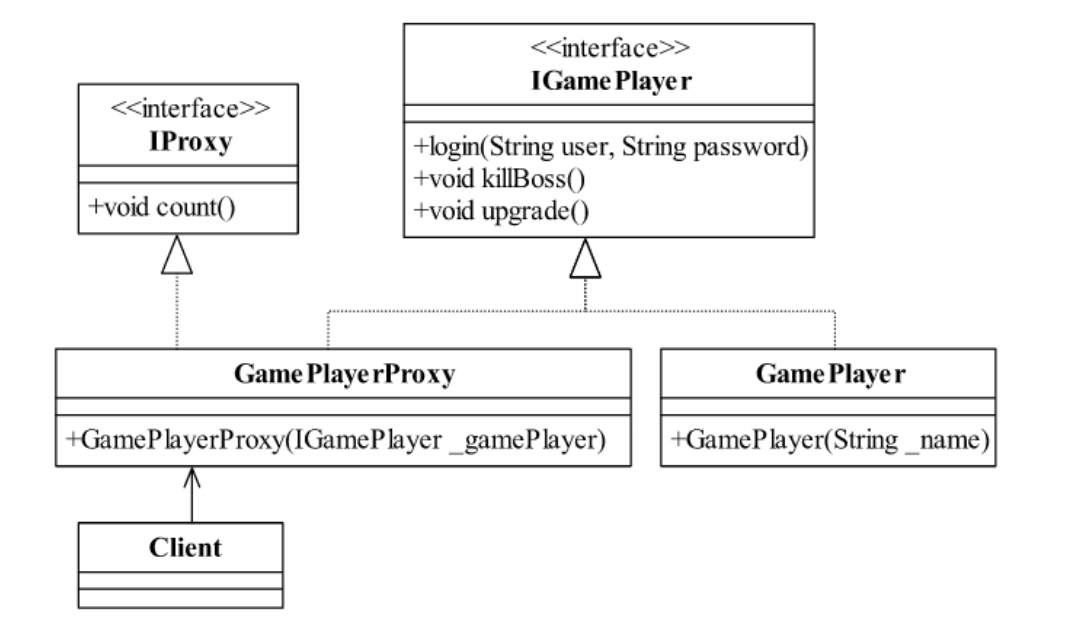 <<interface>>
IProxy
+void count()
<<interface>>
IGamePlayer
+login(String user, String password)
+void killBoss()
+void upgrade()
GamePlayerProxy
+GamePlayerProxy(IGamePlayer _gamePlayer)
GamePlayer
+GamePlayer(String _name)
Client